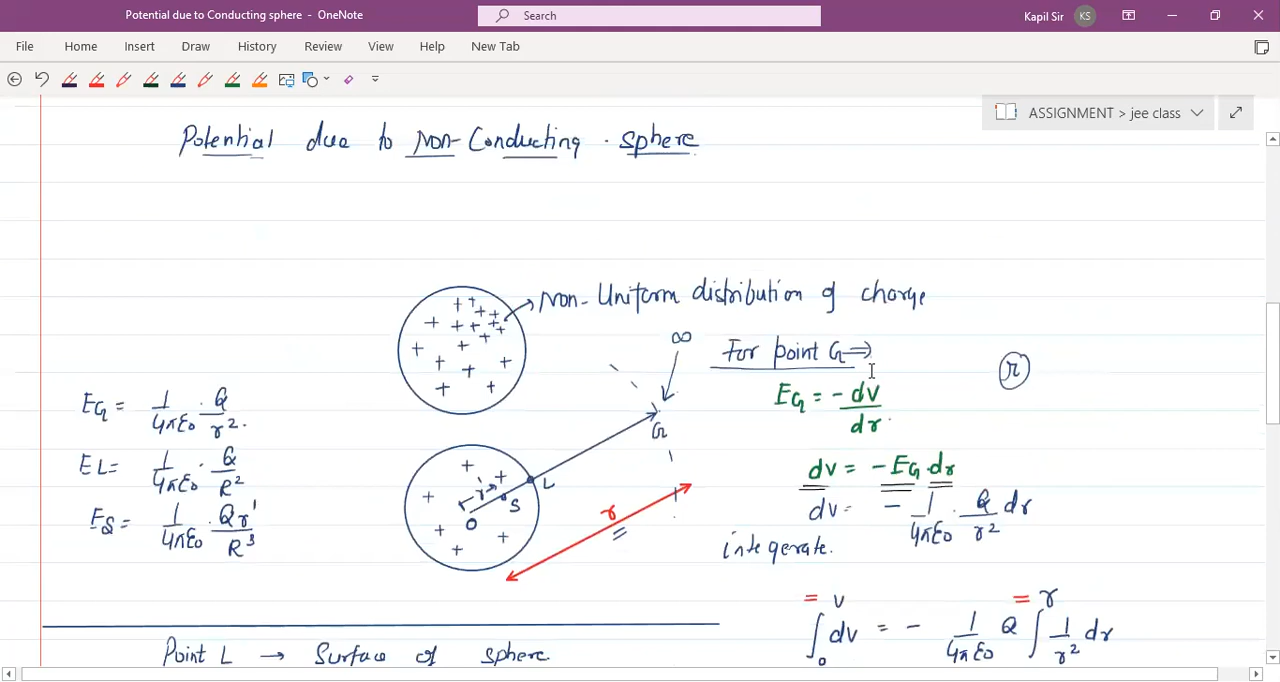 Potential due to Conducting sphere - OneNote
Search
Kapil Sir KS
File Home Insert Draw History Review View Help New Tab
ASSIGNMENT > jee class
Potential due to Non-Conducting sphere
Non-Uniform distribution of charge
∞
For point G ⇒
r
E_G = -dv/dr
G
dv = -E_G . dr
dv = - 1/4πε0 . Q/r² dr
integerate.
E_G = 1/4πε0 . Q/r².
E_L = 1/4πε0 . Q/R²
E_S = 1/4πε0 . Qr'/R³
r'
L
S
O
r
= v = r
∫ dv = - 1/4πε0 Q ∫ 1/r² dr
0
Point L → Surface of sphere